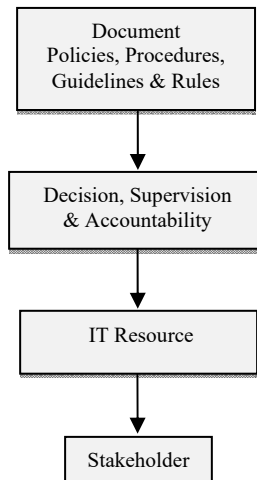 Document
Policies, Procedures,
Guidelines & Rules
Decision, Supervision
& Accountability
IT Resource
Stakeholder